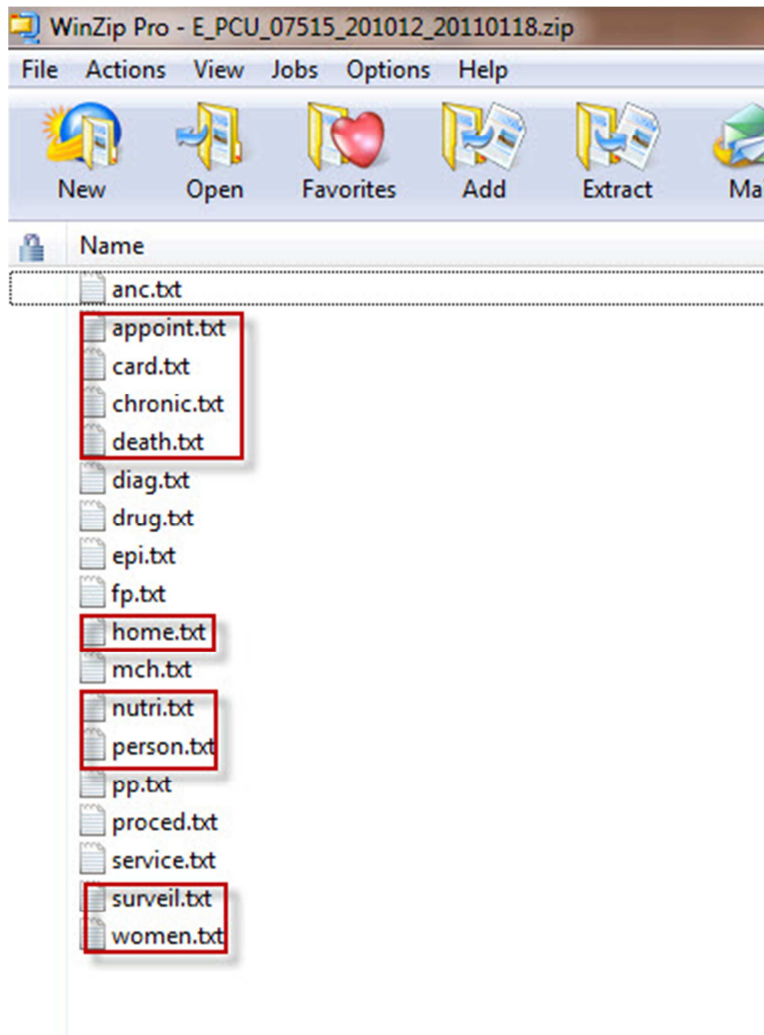 WinZip Pro - E_PCU_07515_201012_20110118.zip
File Actions View Jobs Options Help
New Open Favorites Add Extract Ma
Name
anc.txt
appoint.txt
card.txt
chronic.txt
death.txt
diag.txt
drug.txt
epi.txt
fp.txt
home.txt
mch.txt
nutri.txt
person.txt
pp.txt
proced.txt
service.txt
surveil.txt
women.txt